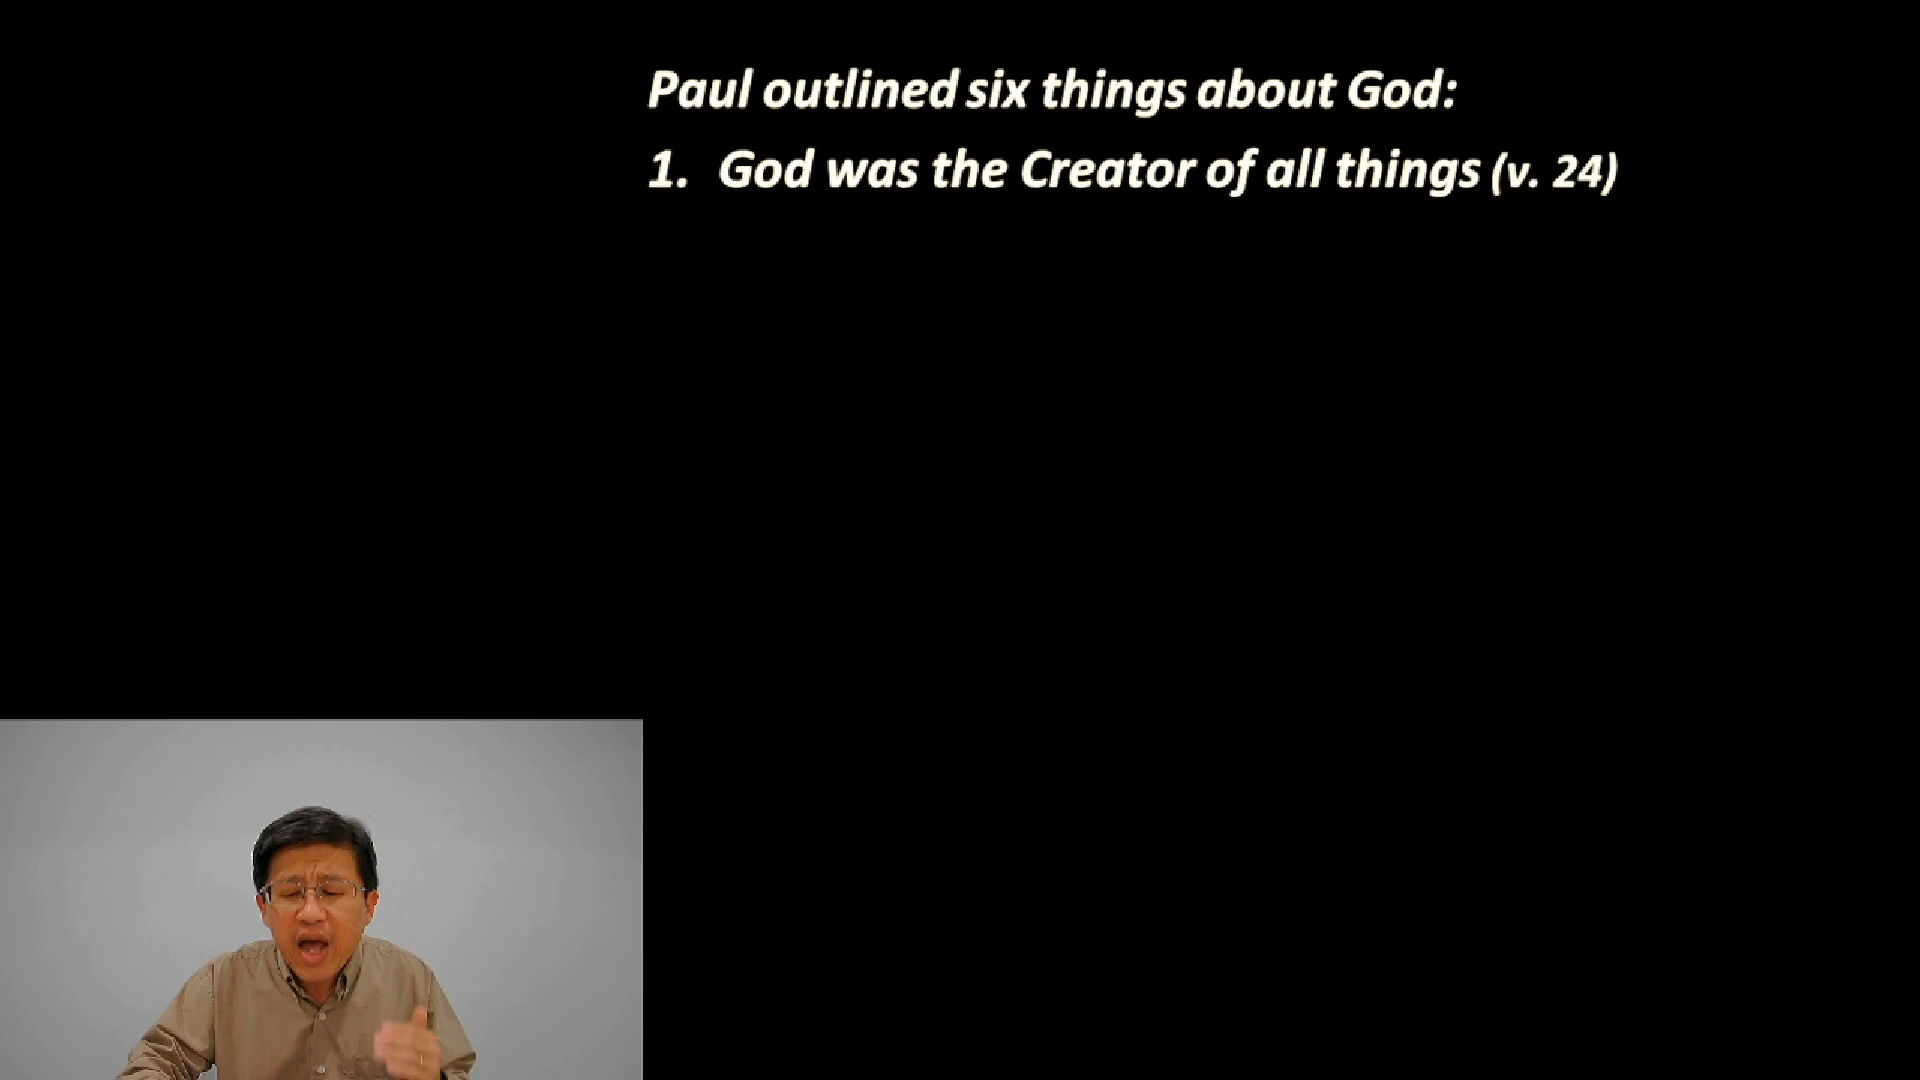 Paul outlined six things about God:
1. God was the Creator of all things (v. 24)